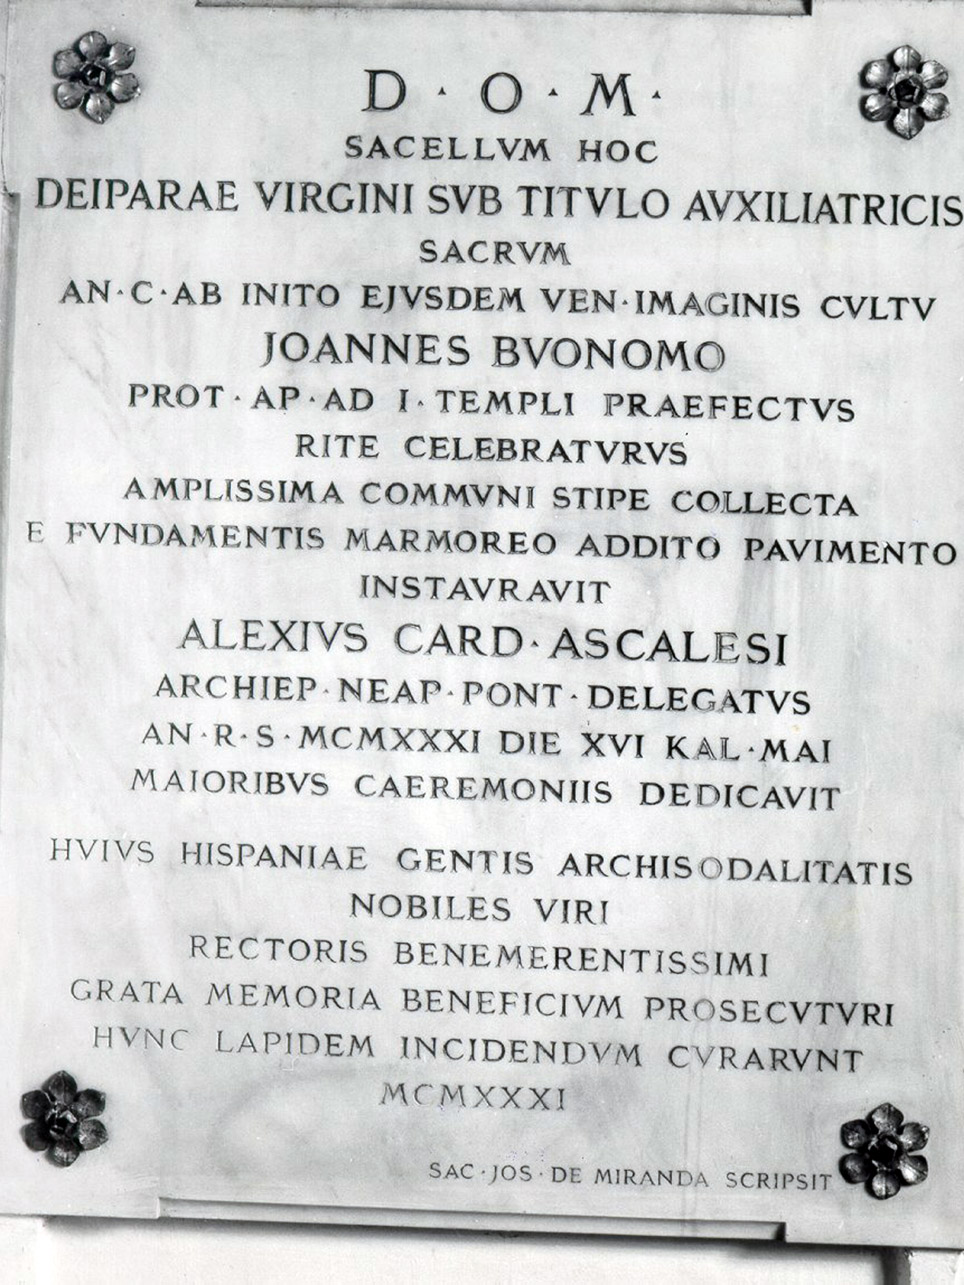 D · O · M ·
SACELLVM HOC
DEIPARAE VIRGINI SVB TITVLO AVXILIATRICIS
SACRVM
AN · C · AB INITO EJVSDEM VEN · IMAGINIS CVLTV
JOANNES BVONOMO
PROT · AP · AD I · TEMPLI PRAEFECTVS
RITE CELEBRATVRVS
AMPLISSIMA COMMVNI STIPE COLLECTA
E FVNDAMENTIS MARMOREO ADDITO PAVIMENTO
INSTAVRAVIT
ALEXIVS CARD · ASCALESI
ARCHIEP · NEAP · PONT · DELEGATVS
AN · R · S · MCMXXXI DIE XVI KAL · MAI
MAIORIBVS CAEREMONIIS DEDICAVIT
HVIVS HISPANIAE GENTIS ARCHISODALITATIS
NOBILES VIRI
RECTORIS BENEMERENTISSIMI
GRATA MEMORIA BENEFICIVM PROSECVTVRI
HVNC LAPIDEM INCIDENDVM CVRARVNT
MCMXXXI
SAC · JOS · DE MIRANDA SCRIPSIT